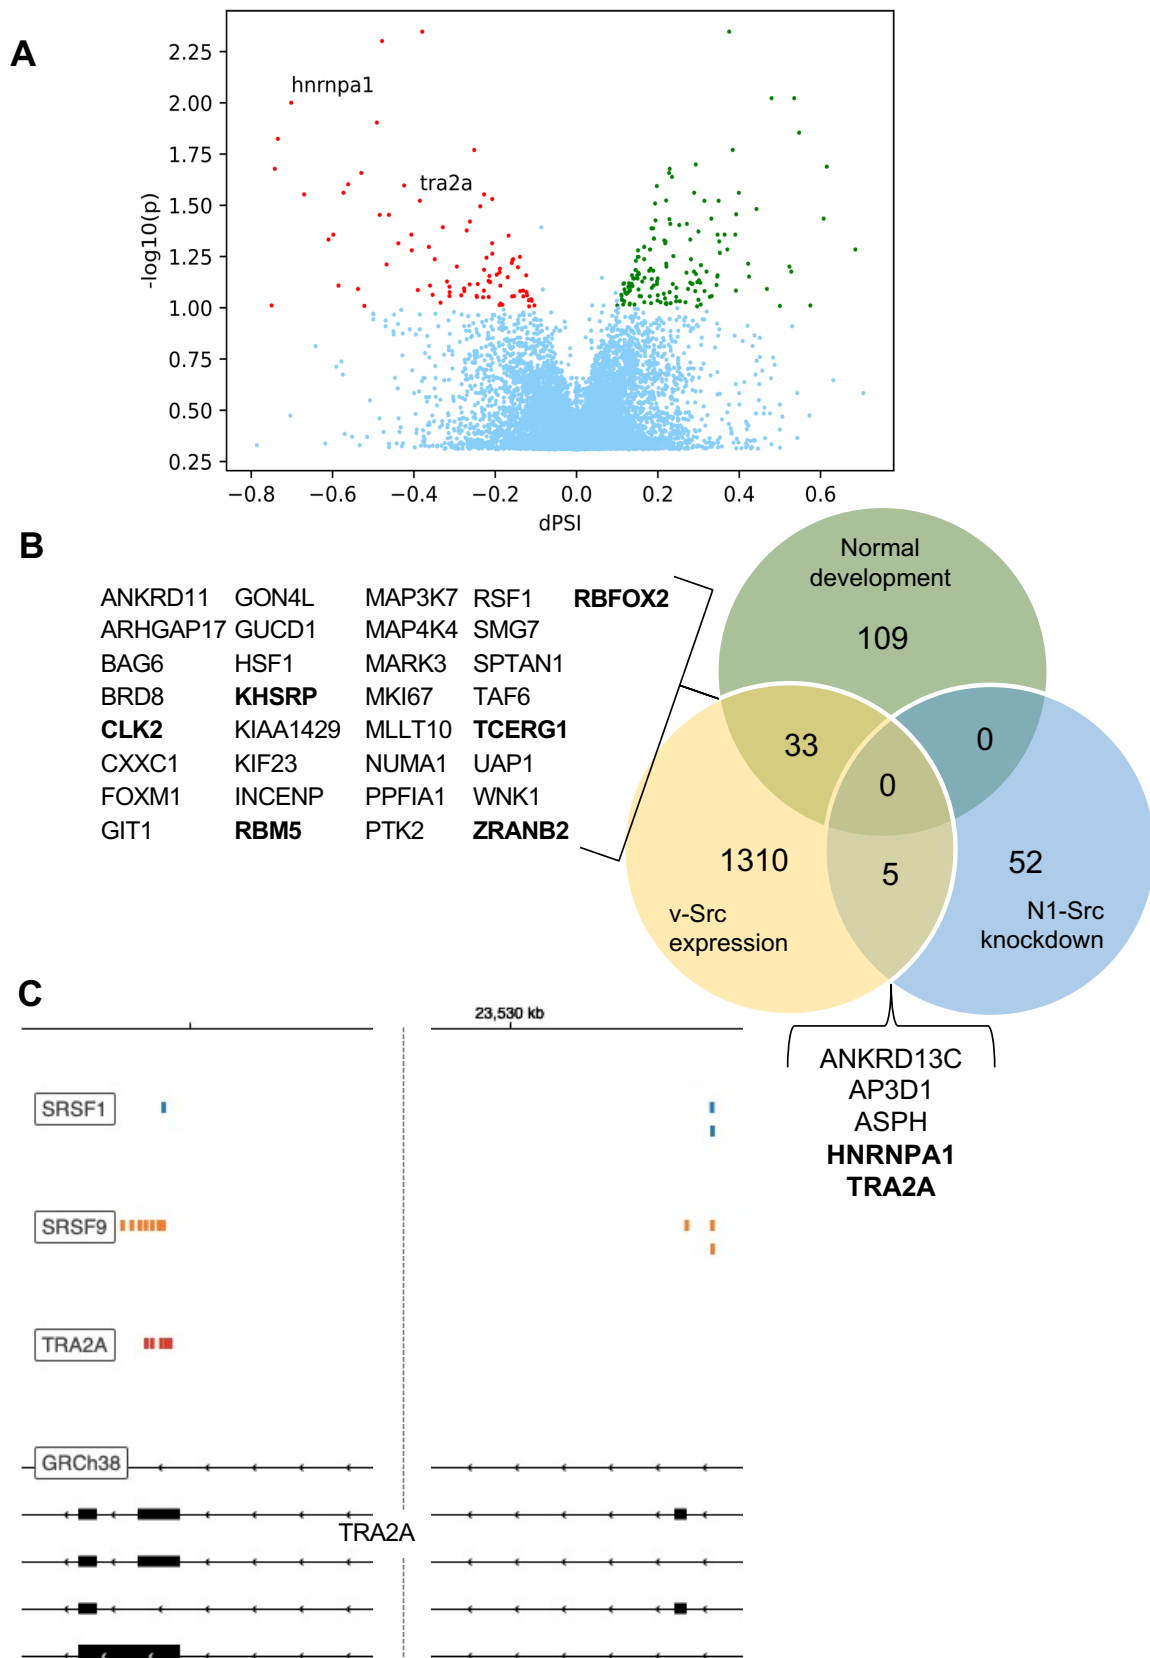 A
2.25
2.00
1.75
1.50
1.25
1.00
0.75
0.50
0.25
-log10(p)
hnrnpa1
tra2a
−0.8 −0.6 −0.4 −0.2 0.0 0.2 0.4 0.6
dPSI
B
ANKRD11 GON4L MAP3K7 RSF1 RBFOX2
ARHGAP17 GUCD1 MAP4K4 SMG7
BAG6 HSF1 MARK3 SPTAN1
BRD8 KHSRP MKI67 TAF6
CLK2 KIAA1429 MLLT10 TCERG1
CXXC1 KIF23 NUMA1 UAP1
FOXM1 INCENP PPFIA1 WNK1
GIT1 RBM5 PTK2 ZRANB2
Normal
development
109
33
0
0
1310
5
52
v-Src
expression
N1-Src
knockdown
ANKRD13C
AP3D1
ASPH
HNRNPA1
TRA2A
C
23,530 kb
SRSF1
SRSF9
TRA2A
GRCh38
TRA2A